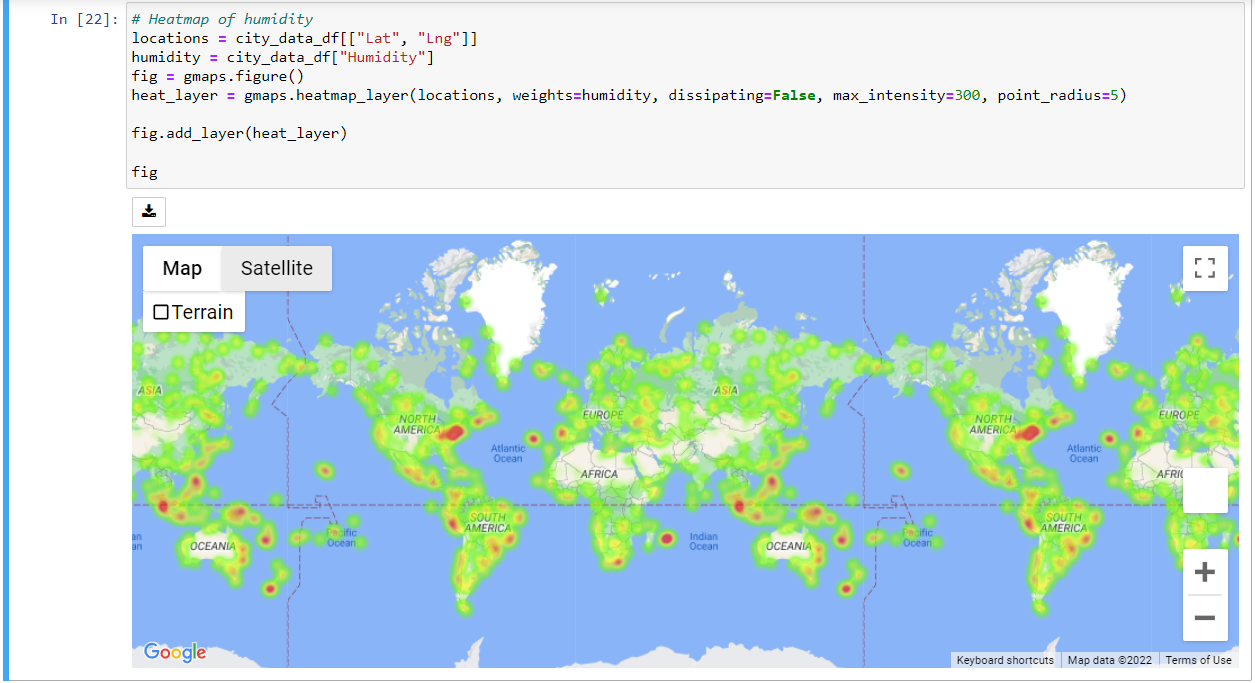 In [22]:
# Heatmap of humidity
locations = city_data_df[["Lat", "Lng"]]
humidity = city_data_df["Humidity"]
fig = gmaps.figure()
heat_layer = gmaps.heatmap_layer(locations, weights=humidity, dissipating=False, max_intensity=300, point_radius=5)
fig.add_layer(heat_layer)
fig
Map Satellite
Terrain
ASIA
NORTH
AMERICA
Atlantic
Ocean
EUROPE
AFRICA
ASIA
NORTH
AMERICA
Atlantic
Ocean
EUROPE
AFRIC
an
an
OCEANIA
Pacific
Ocean
SOUTH
AMERICA
Indian
Ocean
OCEANIA
Pacific
Ocean
SOUTH
AMERICA
+
−
Google
Keyboard shortcuts Map data ©2022 Terms of Use